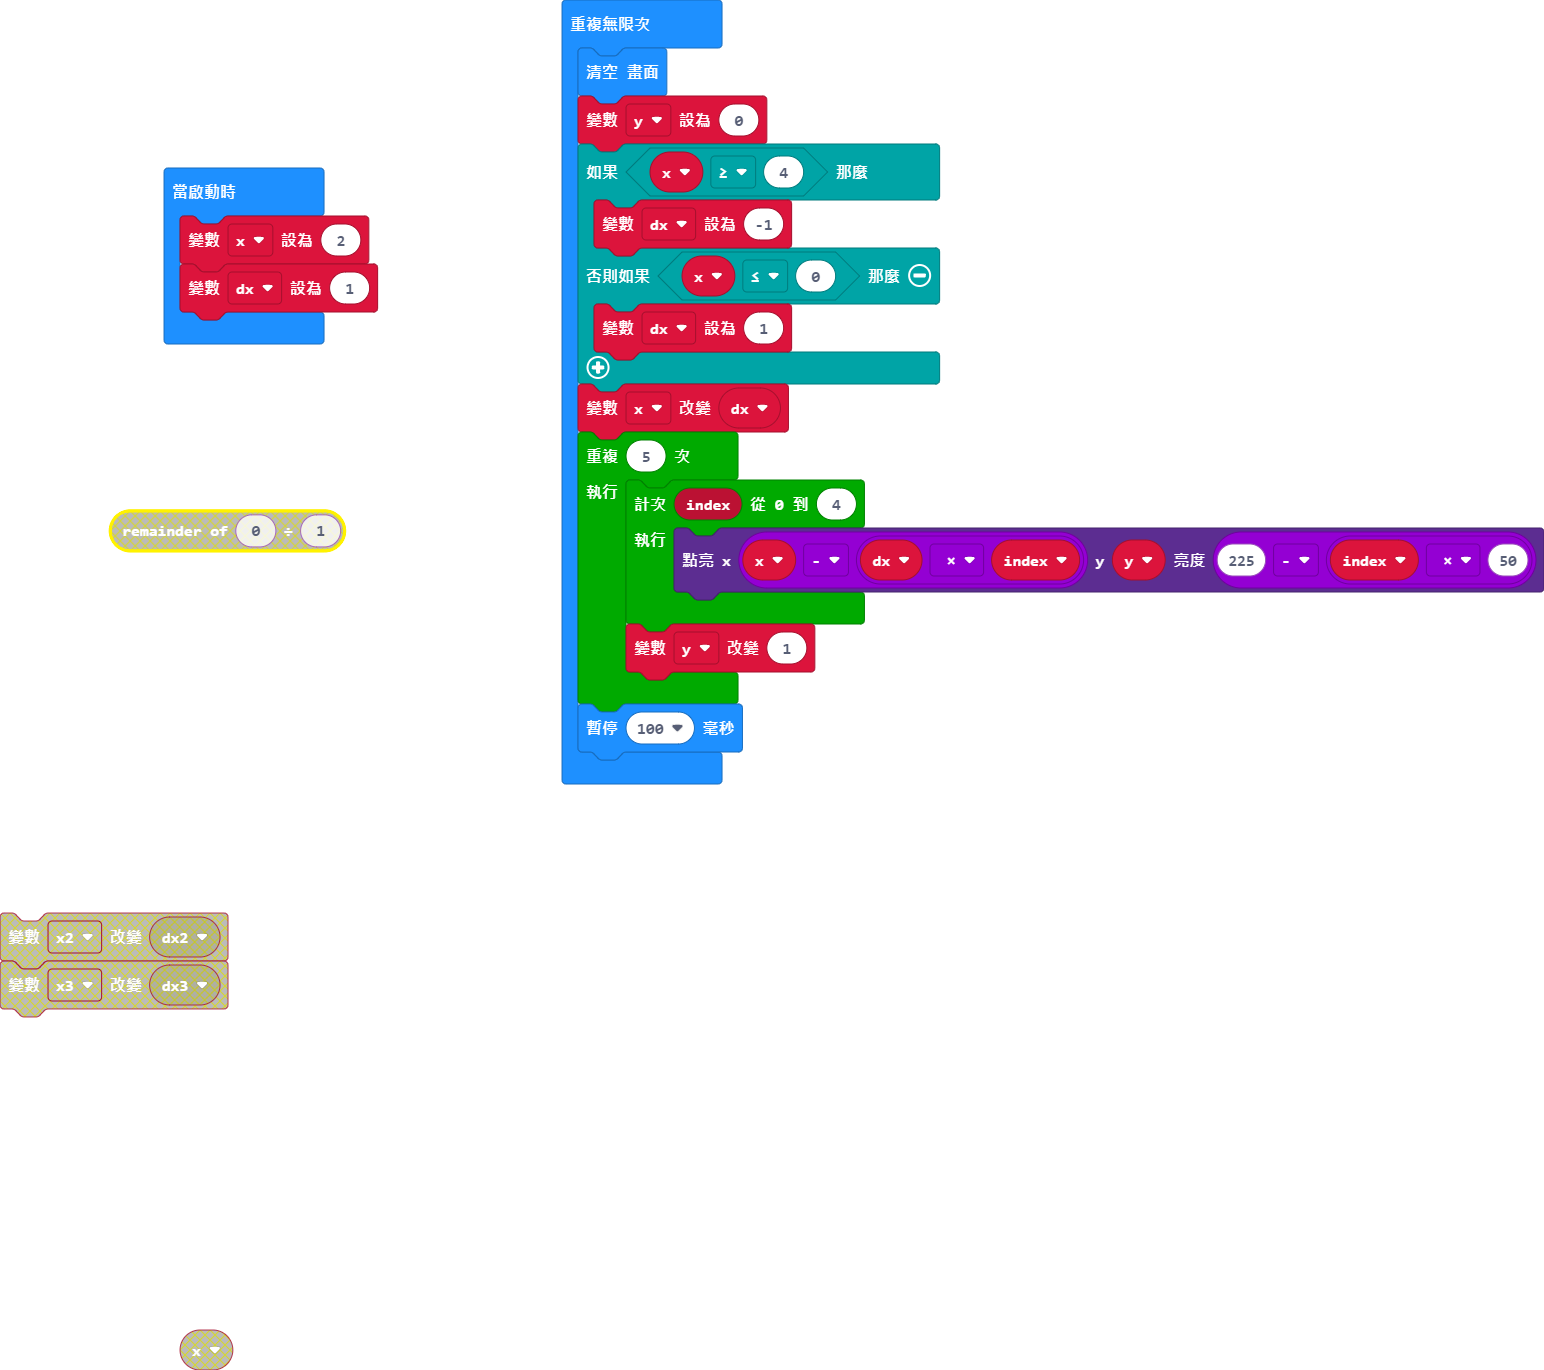 重複無限次
清空 畫面
變數 y 設為 0
如果 x ≥ 4 那麼
變數 dx 設為 -1
否則如果 x ≤ 0 那麼
變數 dx 設為 1
變數 x 改變 dx
重複 5 次
執行
計次 index 從 0 到 4
執行
點亮 x x - dx × index y y 亮度 225 - index × 50
變數 y 改變 1
暫停 100 毫秒
當啟動時
變數 x 設為 2
變數 dx 設為 1
remainder of 0 ÷ 1
變數 x2 改變 dx2
變數 x3 改變 dx3
x